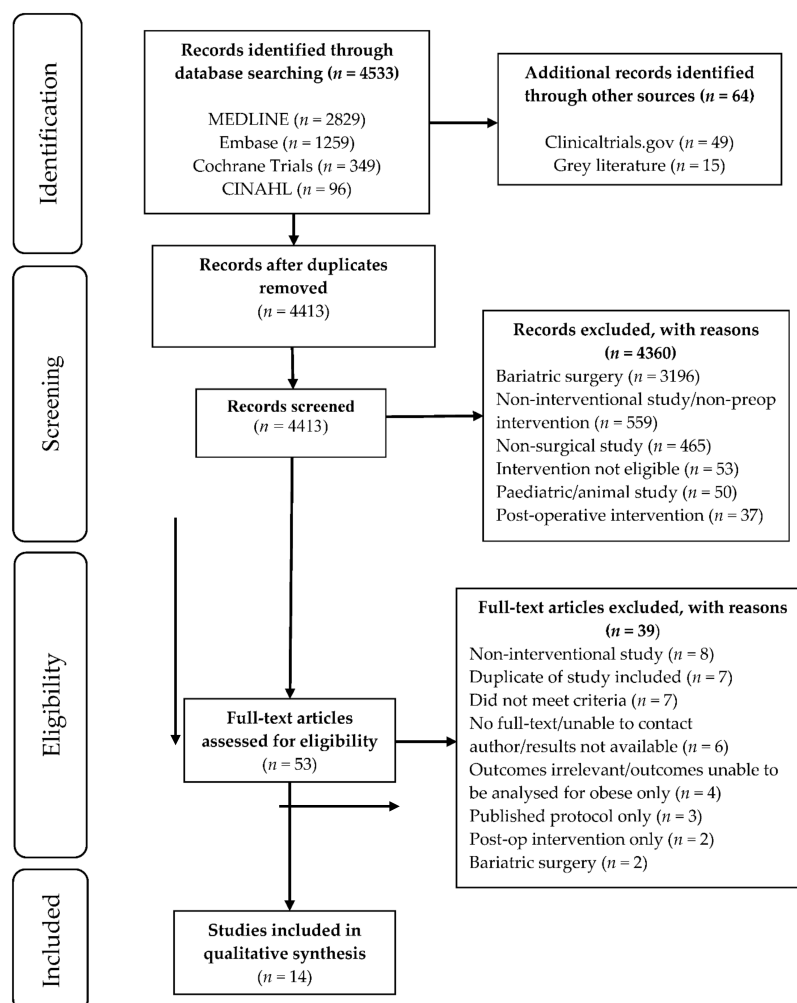 Identification
Records identified through
database searching (n = 4533)
MEDLINE (n = 2829)
Embase (n = 1259)
Cochrane Trials (n = 349)
CINAHL (n = 96)
Additional records identified
through other sources (n = 64)
Clinicaltrials.gov (n = 49)
Grey literature (n = 15)
Screening
Records after duplicates
removed
(n = 4413)
Records screened
(n = 4413)
Records excluded, with reasons
(n = 4360)
Bariatric surgery (n = 3196)
Non-interventional study/non-preop
intervention (n = 559)
Non-surgical study (n = 465)
Intervention not eligible (n = 53)
Paediatric/animal study (n = 50)
Post-operative intervention (n = 37)
Eligibility
Full-text articles
assessed for eligibility
(n = 53)
Full-text articles excluded, with reasons
(n = 39)
Non-interventional study (n = 8)
Duplicate of study included (n = 7)
Did not meet criteria (n = 7)
No full-text/unable to contact
author/results not available (n = 6)
Outcomes irrelevant/outcomes unable to
be analysed for obese only (n = 4)
Published protocol only (n = 3)
Post-op intervention only (n = 2)
Bariatric surgery (n = 2)
Included
Studies included in
qualitative synthesis
(n = 14)